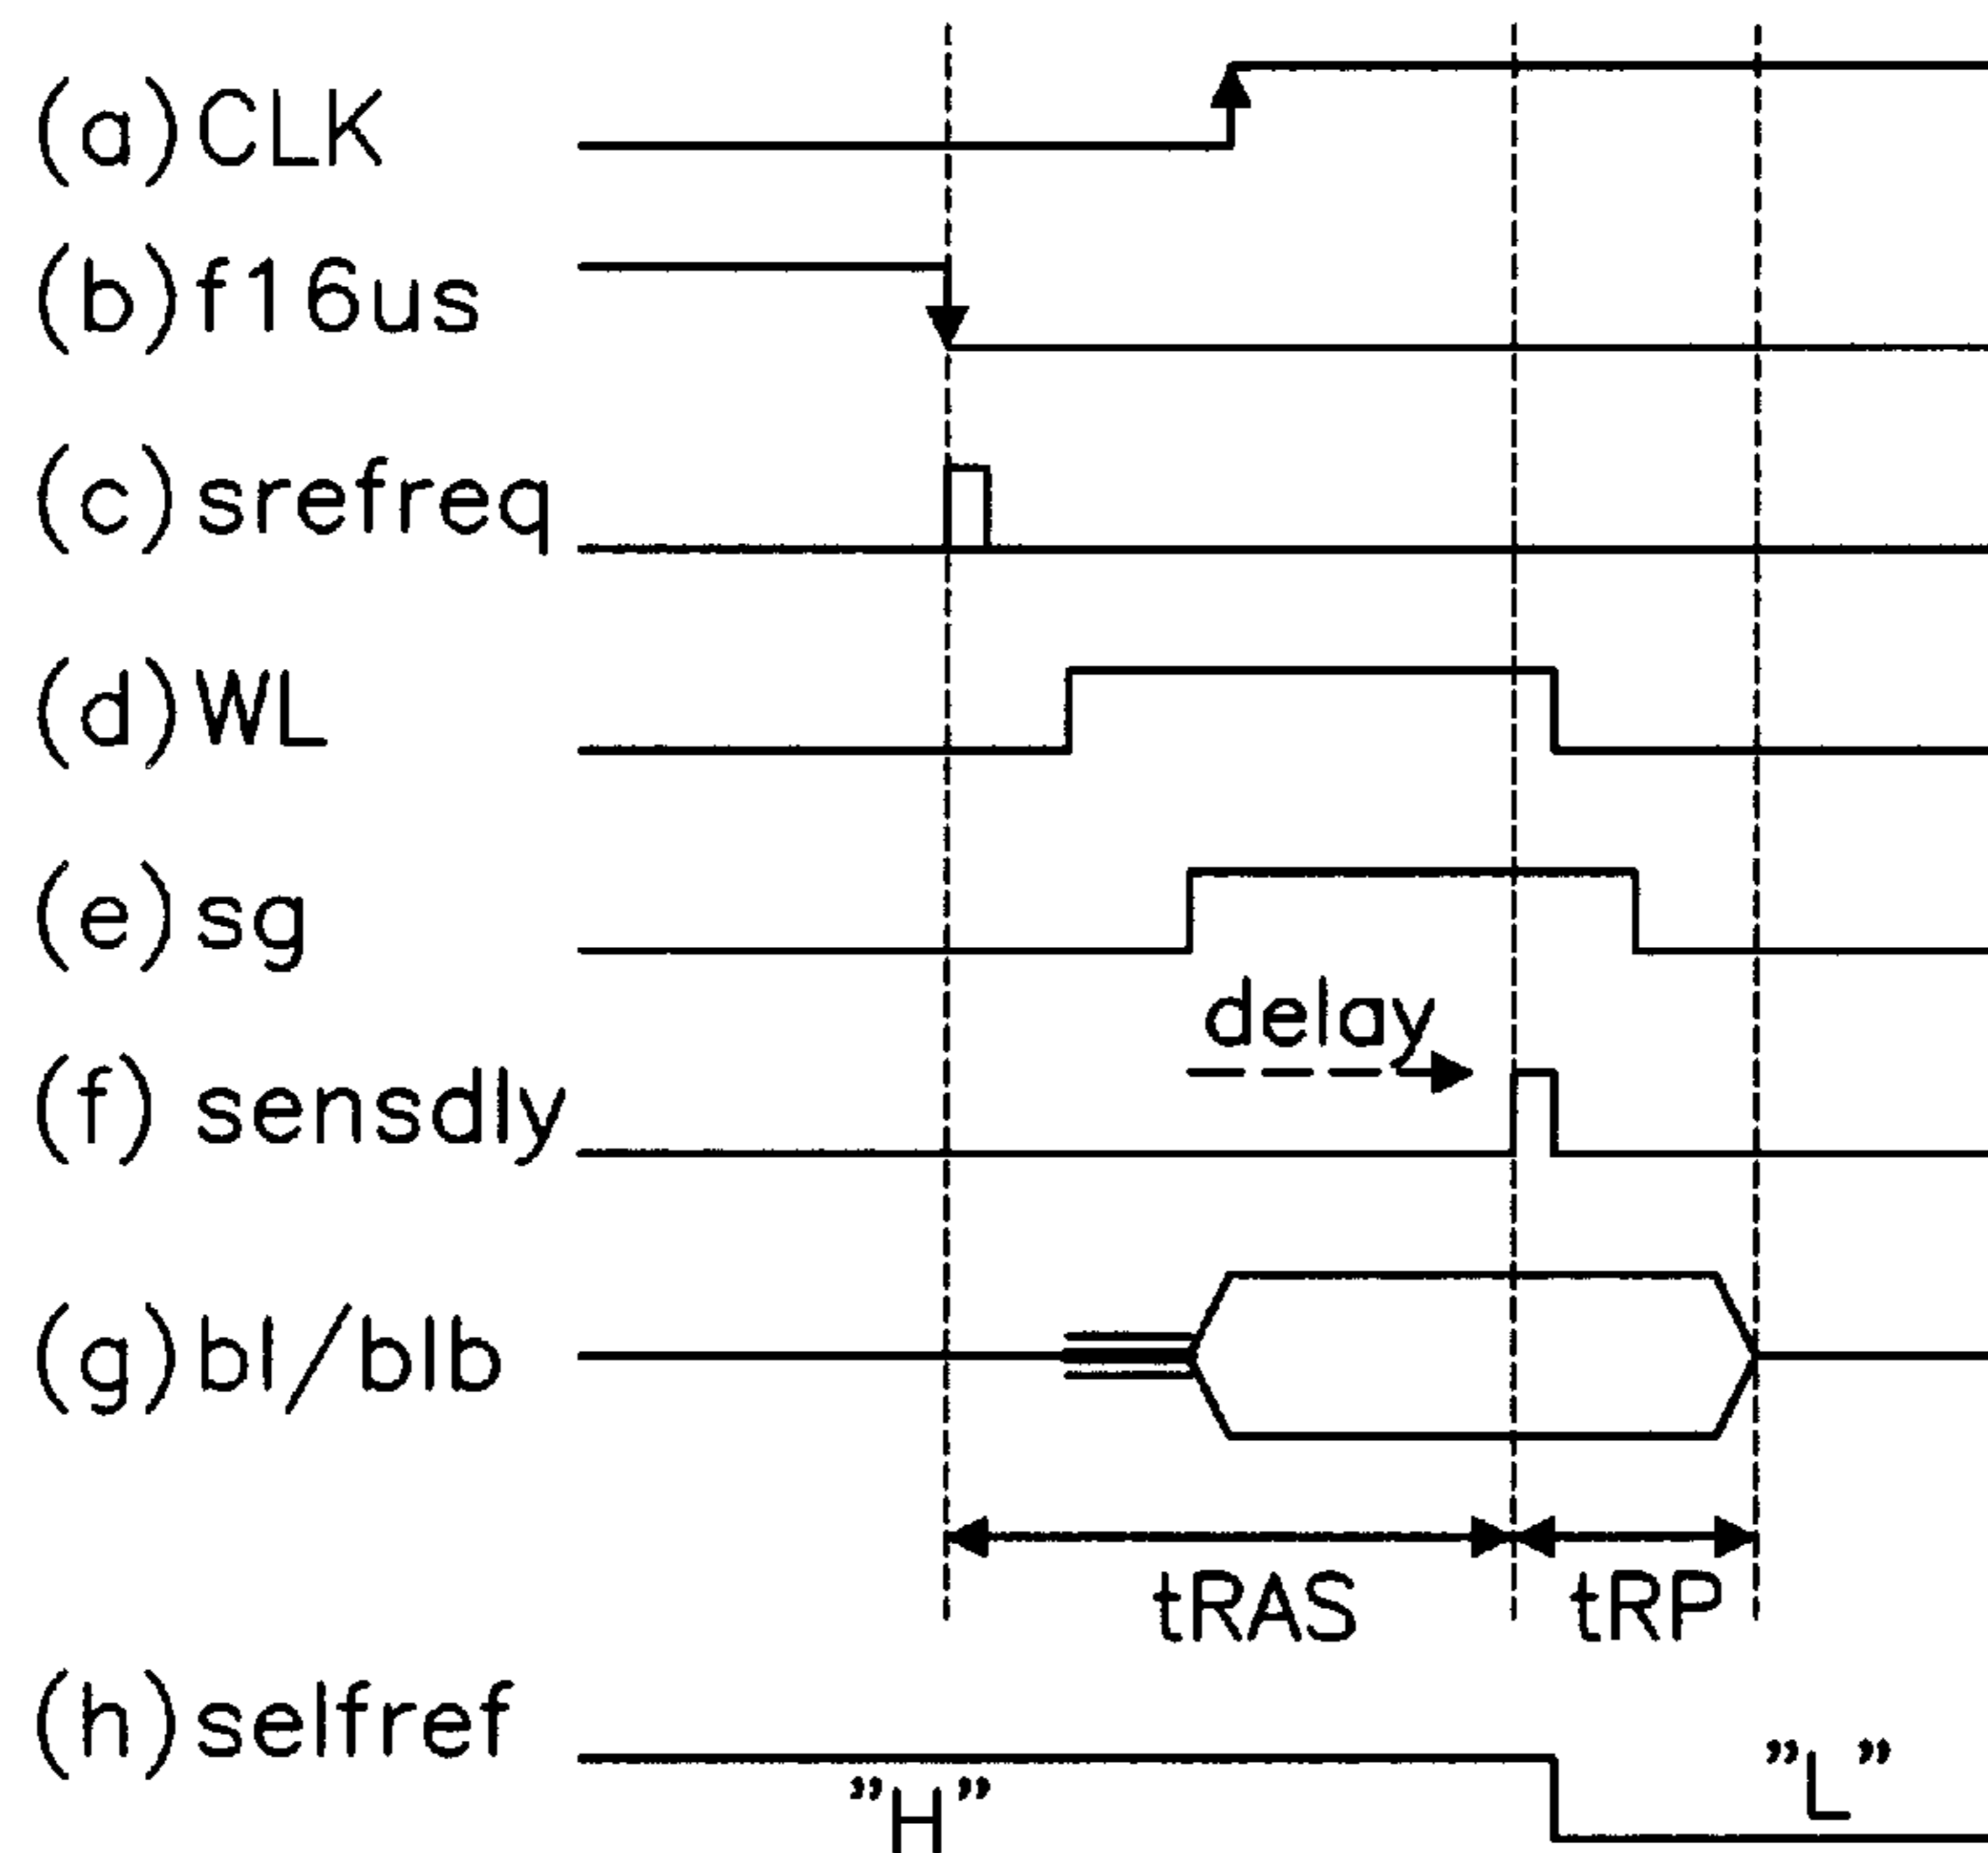 (a)CLK
(b)f16us
(c)srefreq
(d)WL
(e)sg
delay
(f) sensdly
(g)bl/blb
tRAS tRP
(h)selfref
"H" "L"